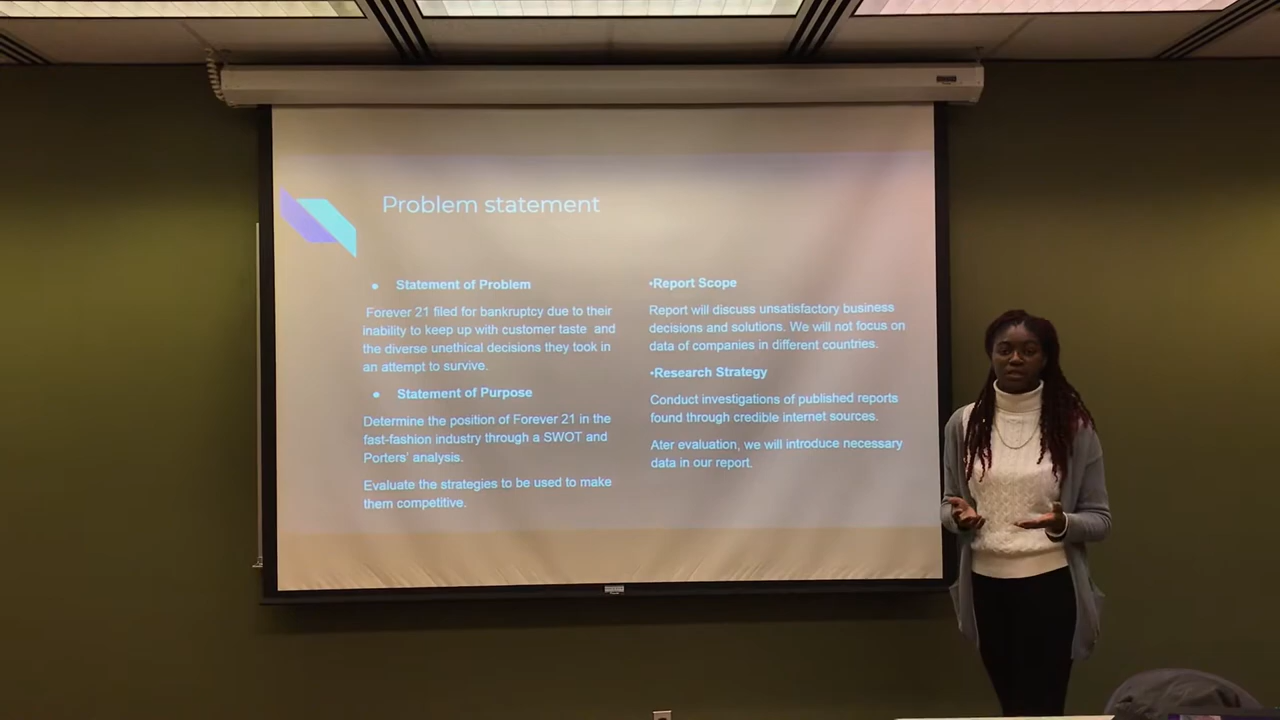 Problem statement
● Statement of Problem
Forever 21 filed for bankruptcy due to their
inability to keep up with customer taste and
the diverse unethical decisions they took in
an attempt to survive.
● Statement of Purpose
Determine the position of Forever 21 in the
fast-fashion industry through a SWOT and
Porters' analysis.
Evaluate the strategies to be used to make
them competitive.
•Report Scope
Report will discuss unsatisfactory business
decisions and solutions. We will not focus on
data of companies in different countries.
•Research Strategy
Conduct investigations of published reports
found through credible internet sources.
Ater evaluation, we will introduce necessary
data in our report.